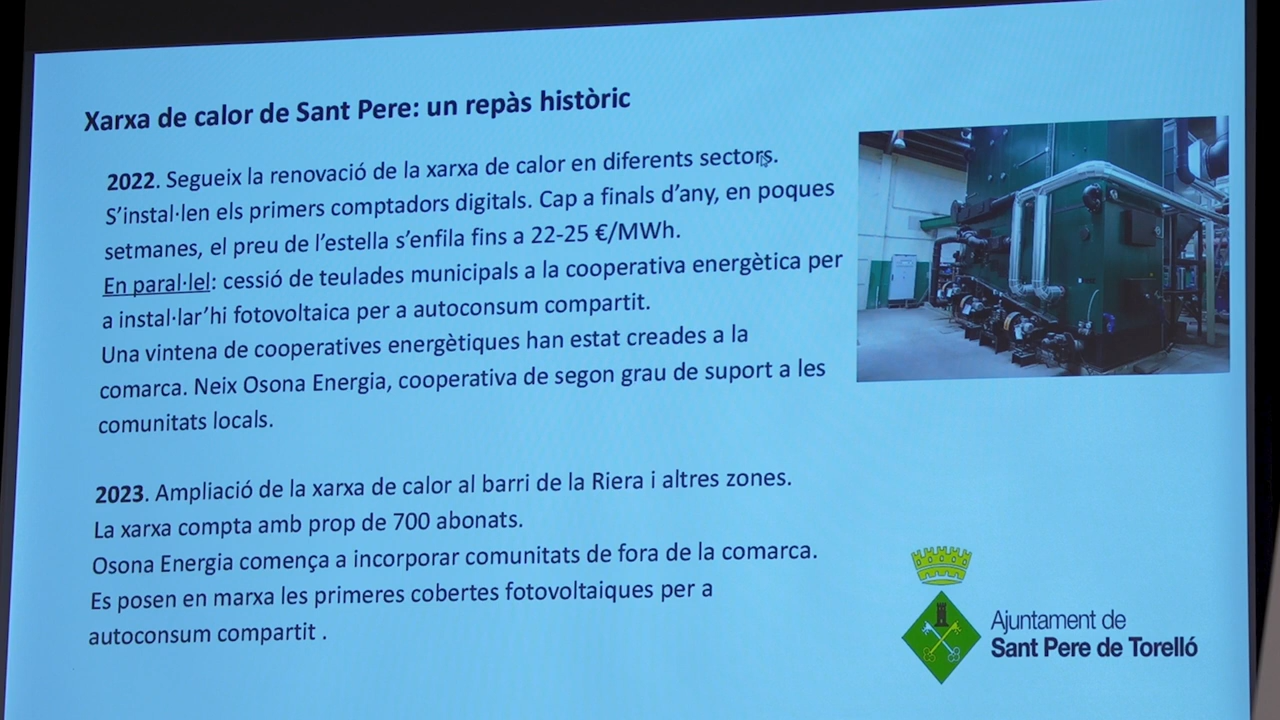 Xarxa de calor de Sant Pere: un repàs històric
2022. Segueix la renovació de la xarxa de calor en diferents sectors.
S'instal·len els primers comptadors digitals. Cap a finals d'any, en poques
setmanes, el preu de l'estella s'enfila fins a 22-25 €/MWh.
En paral·lel: cessió de teulades municipals a la cooperativa energètica per
a instal·lar'hi fotovoltaica per a autoconsum compartit.
Una vintena de cooperatives energètiques han estat creades a la
comarca. Neix Osona Energia, cooperativa de segon grau de suport a les
comunitats locals.
2023. Ampliació de la xarxa de calor al barri de la Riera i altres zones.
La xarxa compta amb prop de 700 abonats.
Osona Energia comença a incorporar comunitats de fora de la comarca.
Es posen en marxa les primeres cobertes fotovoltaiques per a
autoconsum compartit .
Ajuntament de
Sant Pere de Torelló